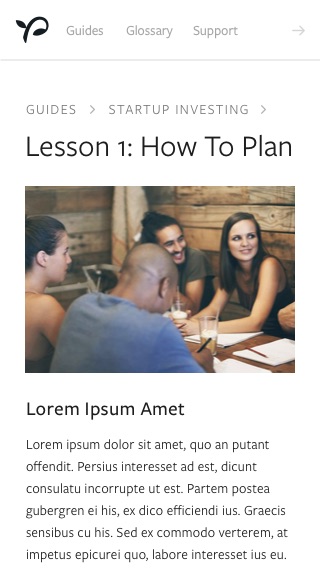 Guides Glossary Support
GUIDES > STARTUP INVESTING >
Lesson 1: How To Plan
Lorem Ipsum Amet
Lorem ipsum dolor sit amet, quo an putant
offendit. Persius interesset ad est, dicunt
consulatu incorrupte ut est. Partem postea
gubergren ei his, ex dico efficiendi ius. Graecis
sensibus cu his. Sed ex commodo verterem, at
impetus epicurei quo, labore interesset ius eu.